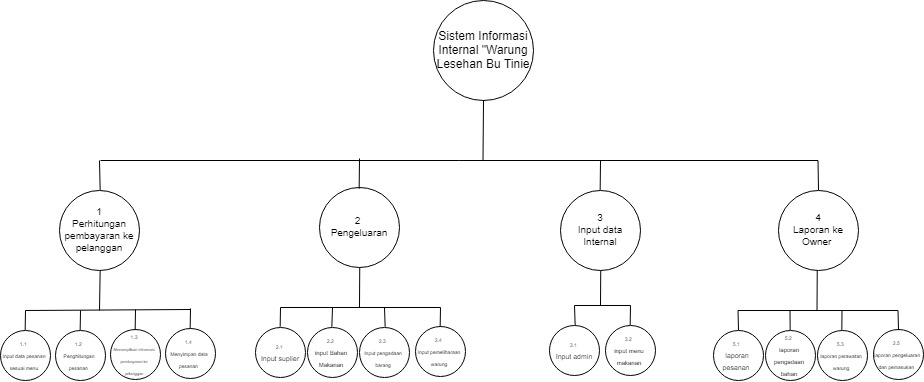 Sistem Informasi
Internal "Warung
Lesehan Bu Tinie
1
Perhitungan
pembayaran ke
pelanggan
2
Pengeluaran
3
Input data
Internal
4
Laporan ke
Owner
1.1
Input data pesanan
sesuai menu
1.2
Penghitungan
pesanan
1.3
Menampilkan informasi
pembayaran ke
pelanggan
1.4
Menyimpan data
pesanan
2.1
Input suplier
2.2
Input Bahan
Makanan
2.3
Input pengadaan
barang
2.4
Input pemeliharaan
warung
3.1
Input admin
3.2
Input menu
makanan
5.1
laporan
pesanan
5.2
laporan
pengadaan
bahan
5.3
laporan perawatan
warung
2.5
laporan pengeluaran
dan pemasukan